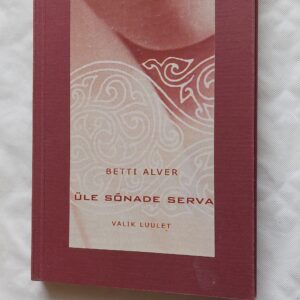 BETTI ALVER
ÜLE SÕNADE SERVA
VALIK LUULET